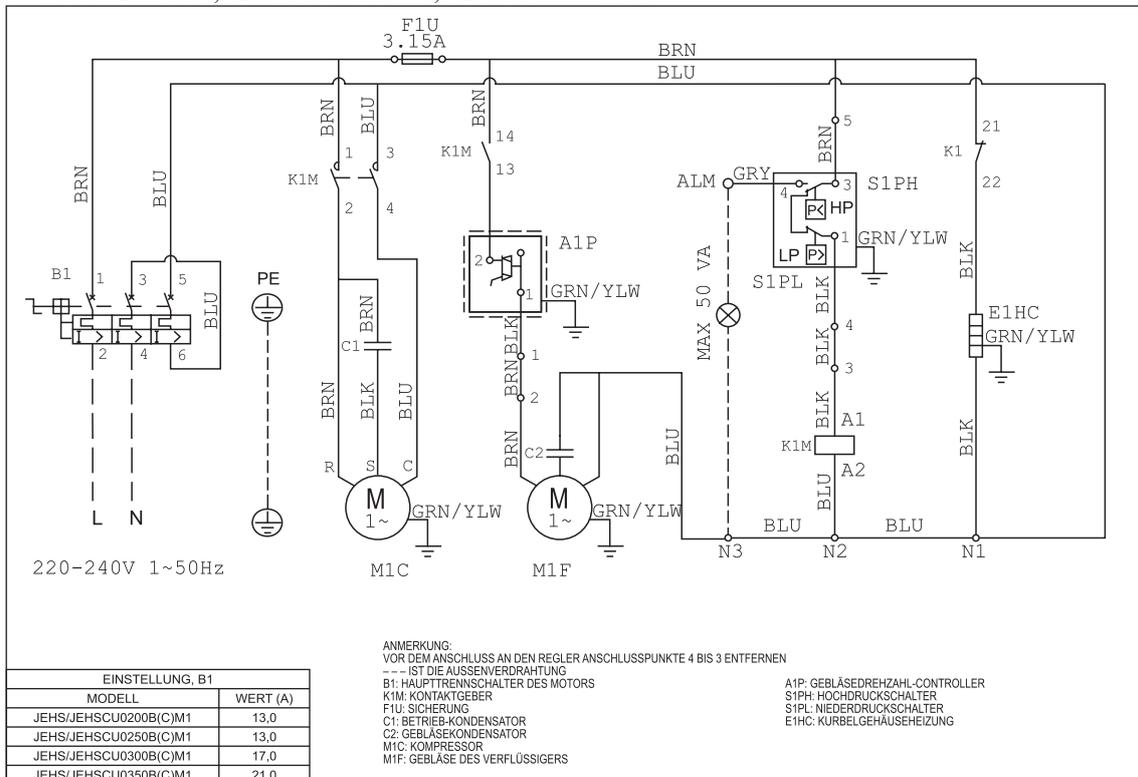 F1U
3.15A
BRN
BLU
BRN
BLU
BRN
BRN
5
14
21
K1M
13
K1
22
1
3
K1M
2
4
BRN
BLU
BRN
ALM
GRY
4
3
S1PH
P<
HP
1
GRN/YLW
LP
P>
S1PL
B1
1
3
5
BLU
2
4
6
PE
A1P
2
1
GRN/YLW
BLK
1
BRN
2
MAX 50 VA
BLK
4
BLK
3
BLK
E1HC
GRN/YLW
BRN
C1
BRN
BLK
BLU
BRN
C2
BLU
BLK
A1
K1M
A2
BLU
BLK
R
S
C
M
1~
GRN/YLW
M
1~
GRN/YLW
L
N
BLU
BLU
N3
N2
N1
220-240V 1~50Hz
M1C
M1F
EINSTELLUNG, B1
MODELL
WERT (A)
JEHS/JEHSCU0200B(C)M1
13,0
JEHS/JEHSCU0250B(C)M1
13,0
JEHS/JEHSCU0300B(C)M1
17,0
JEHS/JEHSCU0350B(C)M1
21,0
ANMERKUNG:
VOR DEM ANSCHLUSS AN DEN REGLER ANSCHLUSSPUNKTE 4 BIS 3 ENTFERNEN
--- IST DIE AUSSENVERDRAHTUNG
B1: HAUPTTRENNSCHALTER DES MOTORS
K1M: KONTAKTGEBER
F1U: SICHERUNG
C1: BETRIEB-KONDENSATOR
C2: GEBLÄSEKONDENSATOR
M1C: KOMPRESSOR
M1F: GEBLÄSE DES VERFLÜSSIGERS
A1P: GEBLÄSEDREHZAHL-CONTROLLER
S1PH: HOCHDRUCKSCHALTER
S1PL: NIEDERDRUCKSCHALTER
E1HC: KURBELGEHÄUSEHEIZUNG